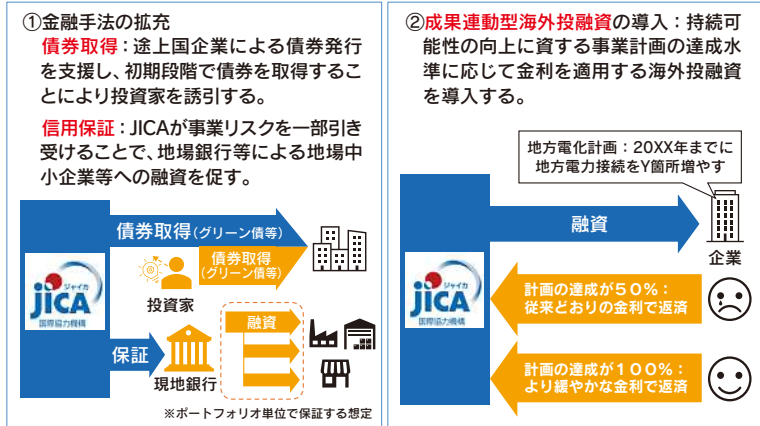 ①金融手法の拡充
債券取得：途上国企業による債券発行
を支援し、初期段階で債券を取得するこ
とにより投資家を誘引する。
信用保証：JICAが事業リスクを一部引き
受けることで、地場銀行等による地場中
小企業等への融資を促す。
債券取得(グリーン債等)
債券取得
(グリーン債等)
ジャイカ
JICA
国際協力機構
投資家
融資
保証
現地銀行
※ポートフォリオ単位で保証する想定
②成果連動型海外投融資の導入：持続可
能性の向上に資する事業計画の達成水
準に応じて金利を適用する海外投融資
を導入する。
地方電化計画：20XX年までに
地方電力接続をY箇所増やす
融資
企業
ジャイカ
JICA
国際協力機構
計画の達成が５０％：
従来どおりの金利で返済
計画の達成が１００％：
より緩やかな金利で返済